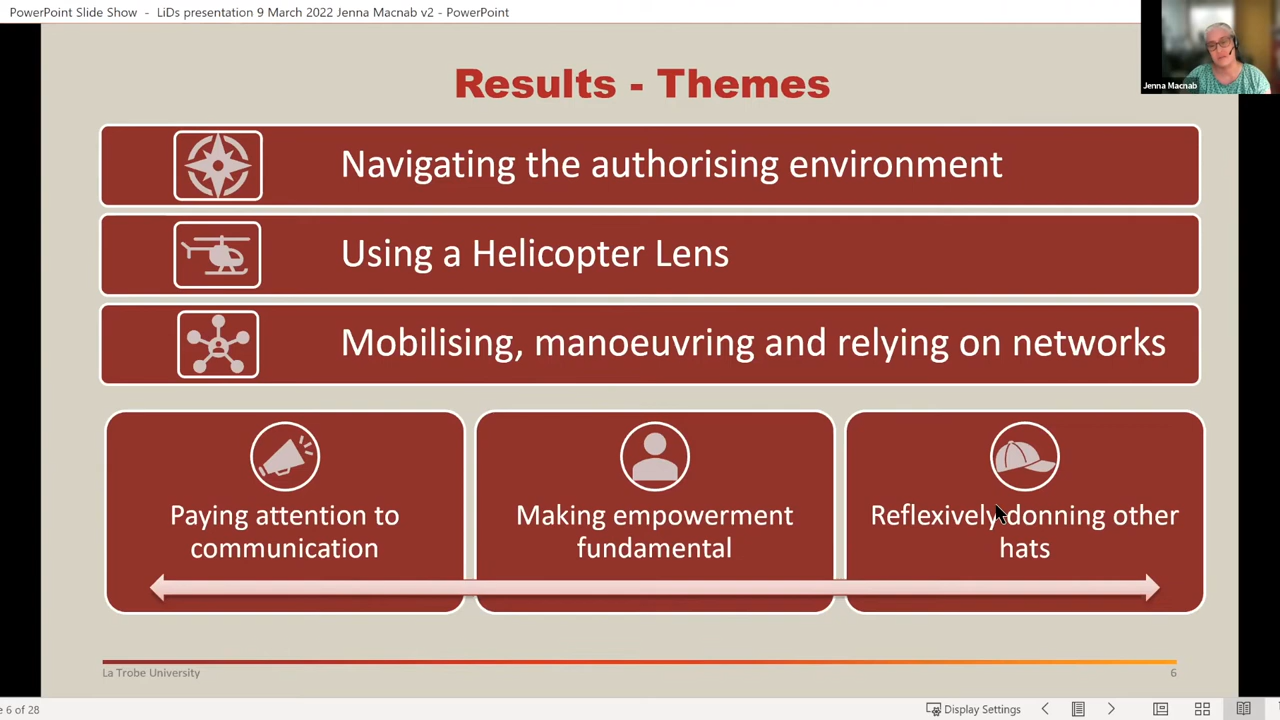 PowerPoint Slide Show - LiDs presentation 9 March 2022 Jenna Macnab v2 - PowerPoint
Jenna Macnab
Results - Themes
Navigating the authorising environment
Using a Helicopter Lens
Mobilising, manoeuvring and relying on networks
Paying attention to
communication
Making empowerment
fundamental
Reflexively donning other
hats
La Trobe University
6
6 of 28
Display Settings